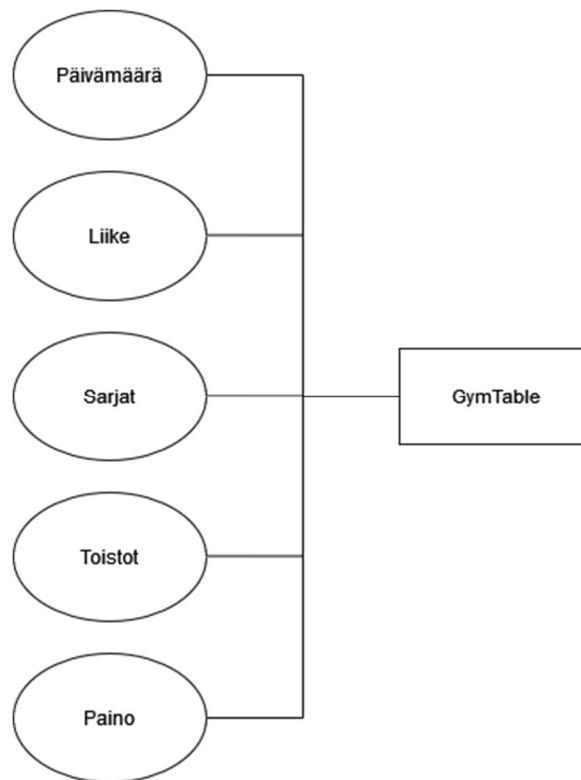 Päivämäärä
Liike
Sarjat
GymTable
Toistot
Paino